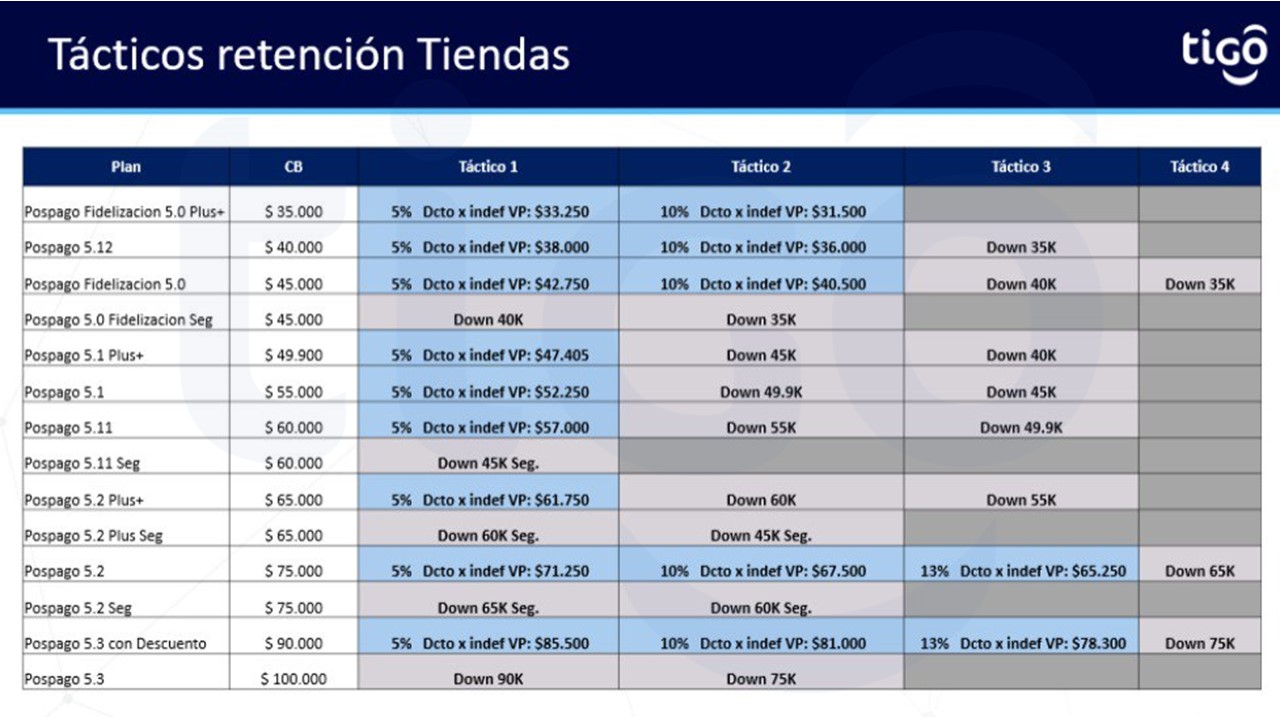 Tácticos retención Tiendas
tigo
Plan CB Táctico 1 Táctico 2 Táctico 3 Táctico 4
Pospago Fidelizacion 5.0 Plus+ $ 35.000 5% Dcto x indef VP: $33.250 10% Dcto x indef VP: $31.500
Pospago 5.12 $ 40.000 5% Dcto x indef VP: $38.000 10% Dcto x indef VP: $36.000 Down 35K
Pospago Fidelizacion 5.0 $ 45.000 5% Dcto x indef VP: $42.750 10% Dcto x indef VP: $40.500 Down 40K Down 35K
Pospago 5.0 Fidelizacion Seg $ 45.000 Down 40K Down 35K
Pospago 5.1 Plus+ $ 49.900 5% Dcto x indef VP: $47.405 Down 45K Down 40K
Pospago 5.1 $ 55.000 5% Dcto x indef VP: $52.250 Down 49.9K Down 45K
Pospago 5.11 $ 60.000 5% Dcto x indef VP: $57.000 Down 55K Down 49.9K
Pospago 5.11 Seg $ 60.000 Down 45K Seg.
Pospago 5.2 Plus+ $ 65.000 5% Dcto x indef VP: $61.750 Down 60K Down 55K
Pospago 5.2 Plus Seg $ 65.000 Down 60K Seg. Down 45K Seg.
Pospago 5.2 $ 75.000 5% Dcto x indef VP: $71.250 10% Dcto x indef VP: $67.500 13% Dcto x indef VP: $65.250 Down 65K
Pospago 5.2 Seg $ 75.000 Down 65K Seg. Down 60K Seg.
Pospago 5.3 con Descuento $ 90.000 5% Dcto x indef VP: $85.500 10% Dcto x indef VP: $81.000 13% Dcto x indef VP: $78.300 Down 75K
Pospago 5.3 $ 100.000 Down 90K Down 75K